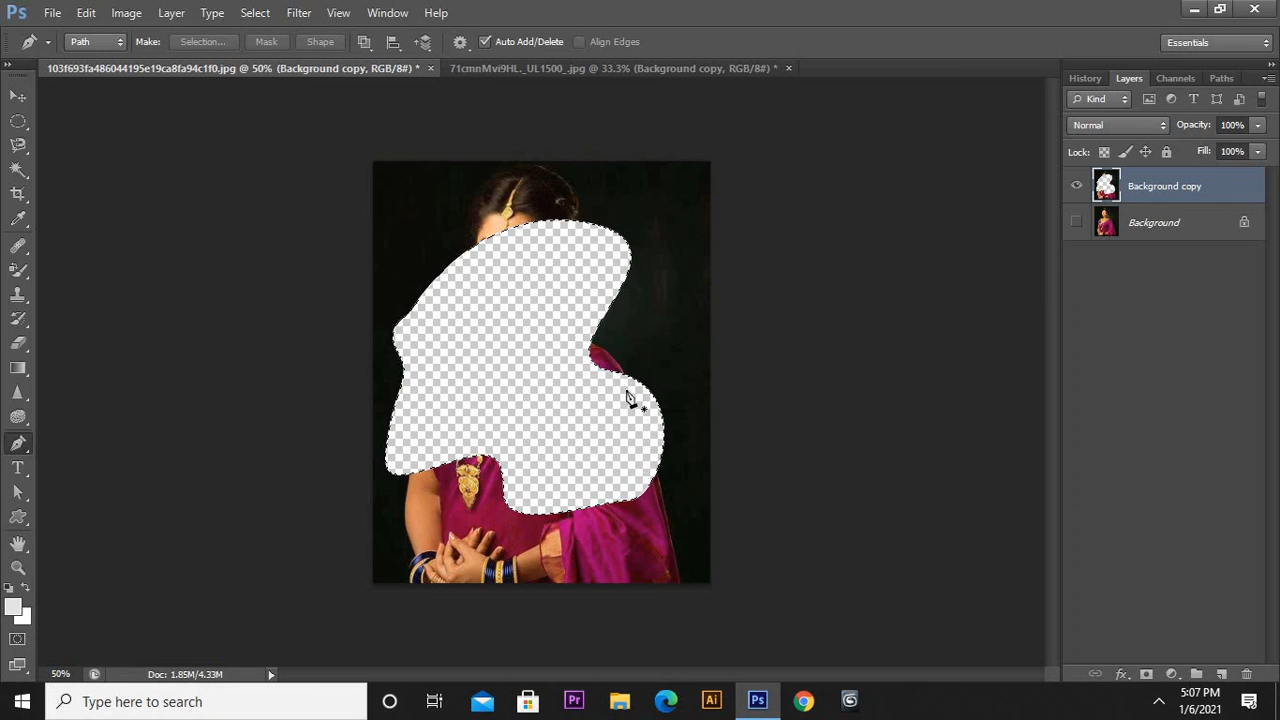 Ps File Edit Image Layer Type Select Filter View Window Help
Path Make: Selection... Mask Shape Auto Add/Delete Align Edges Essentials
103f693fa486044195e19ca8fa94c1f0.jpg @ 50% (Background copy, RGB/8#) * 71cmnMvi9HL._UL1500_.jpg @ 33.3% (Background copy, RGB/8#) *
History Layers Channels Paths
Kind
Normal Opacity: 100%
Lock: Fill: 100%
Background copy
Background
50% Doc: 1.85M/4.33M
Type here to search Pr Ai Ps
5:07 PM
1/6/2021